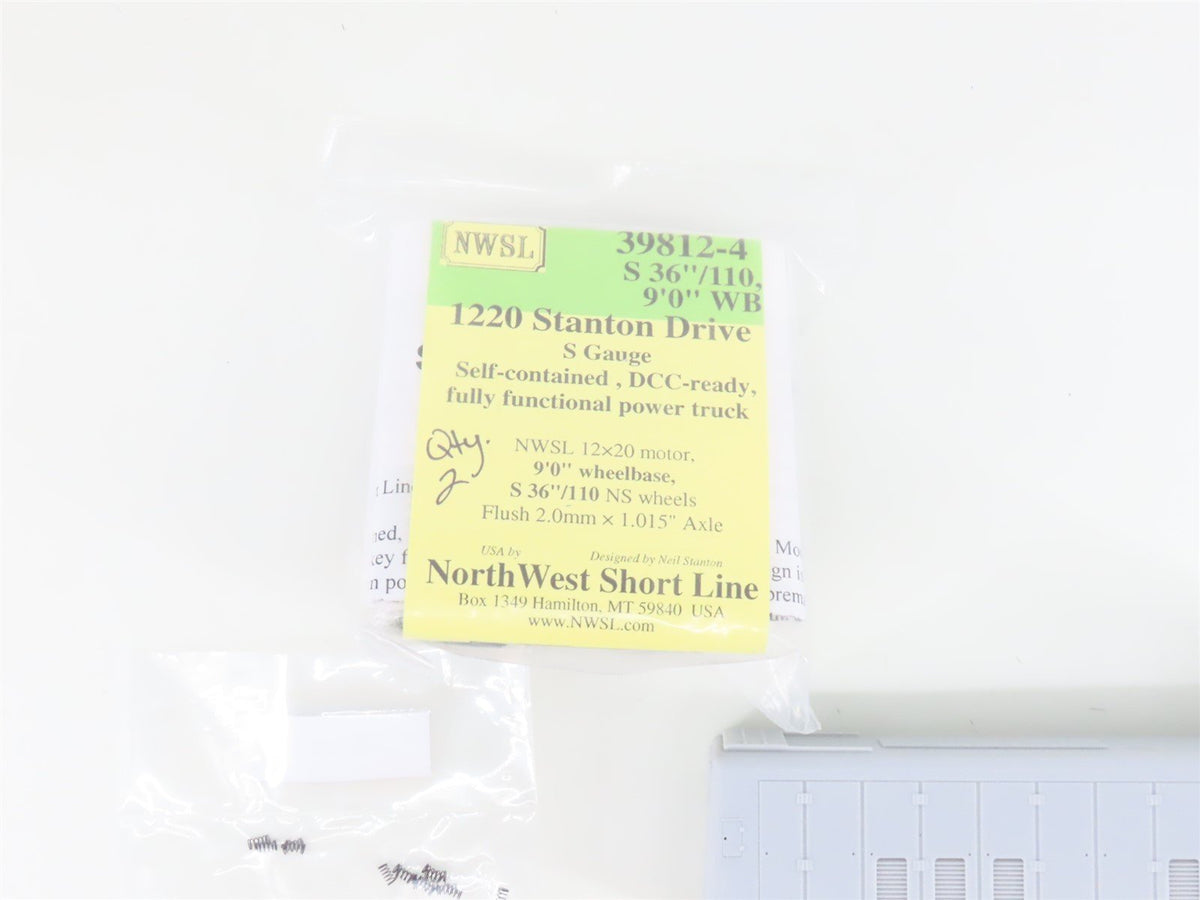 NWSL
39812-4
S 36"/110,
9'0" WB
1220 Stanton Drive
S Gauge
Self-contained , DCC-ready,
fully functional power truck
Qty.
2
NWSL 12×20 motor,
9'0" wheelbase,
S 36"/110 NS wheels
Flush 2.0mm × 1.015" Axle
USA by Designed by Neil Stanton
NorthWest Short Line
Box 1349 Hamilton, MT 59840 USA
www.NWSL.com